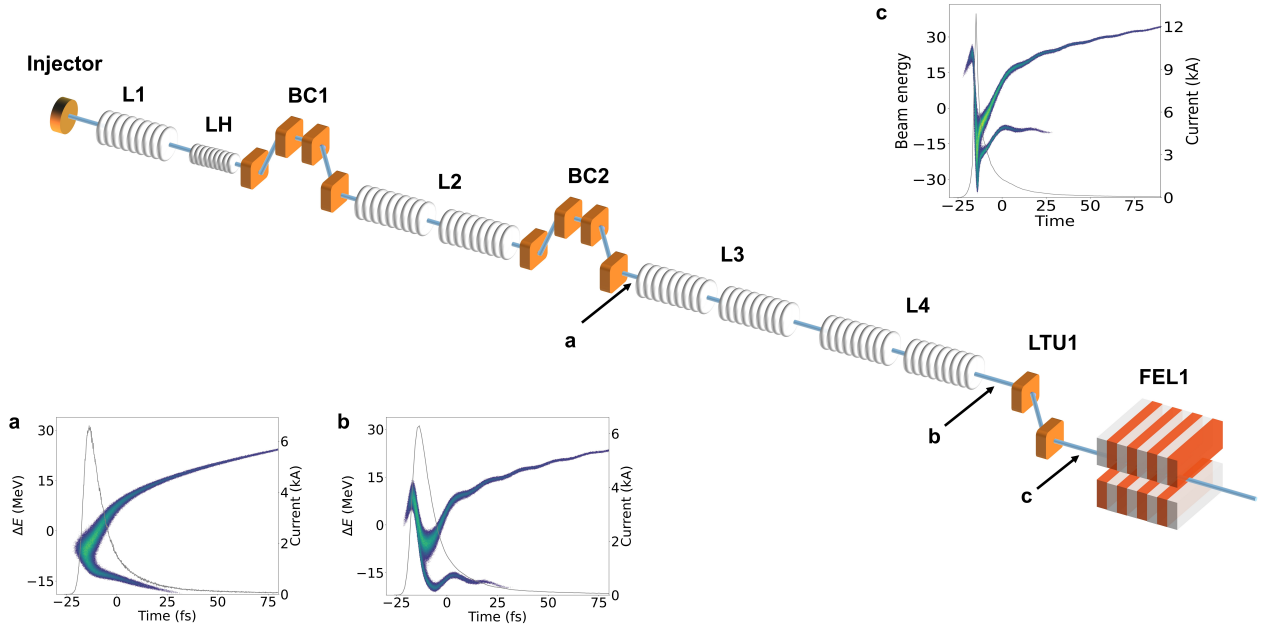 Injector
L1
LH
BC1
L2
BC2
L3
L4
LTU1
FEL1
a
b
c
c
Beam energy
30
15
0
−15
−30
12
9
6
3
0
Current (kA)
−25 0 25 50 75
Time
a
ΔE (MeV)
30
15
0
−15
6
4
2
0
Current (kA)
−25 0 25 50 75
Time (fs)
b
ΔE (MeV)
30
15
0
−15
6
4
2
0
Current (kA)
−25 0 25 50 75
Time (fs)